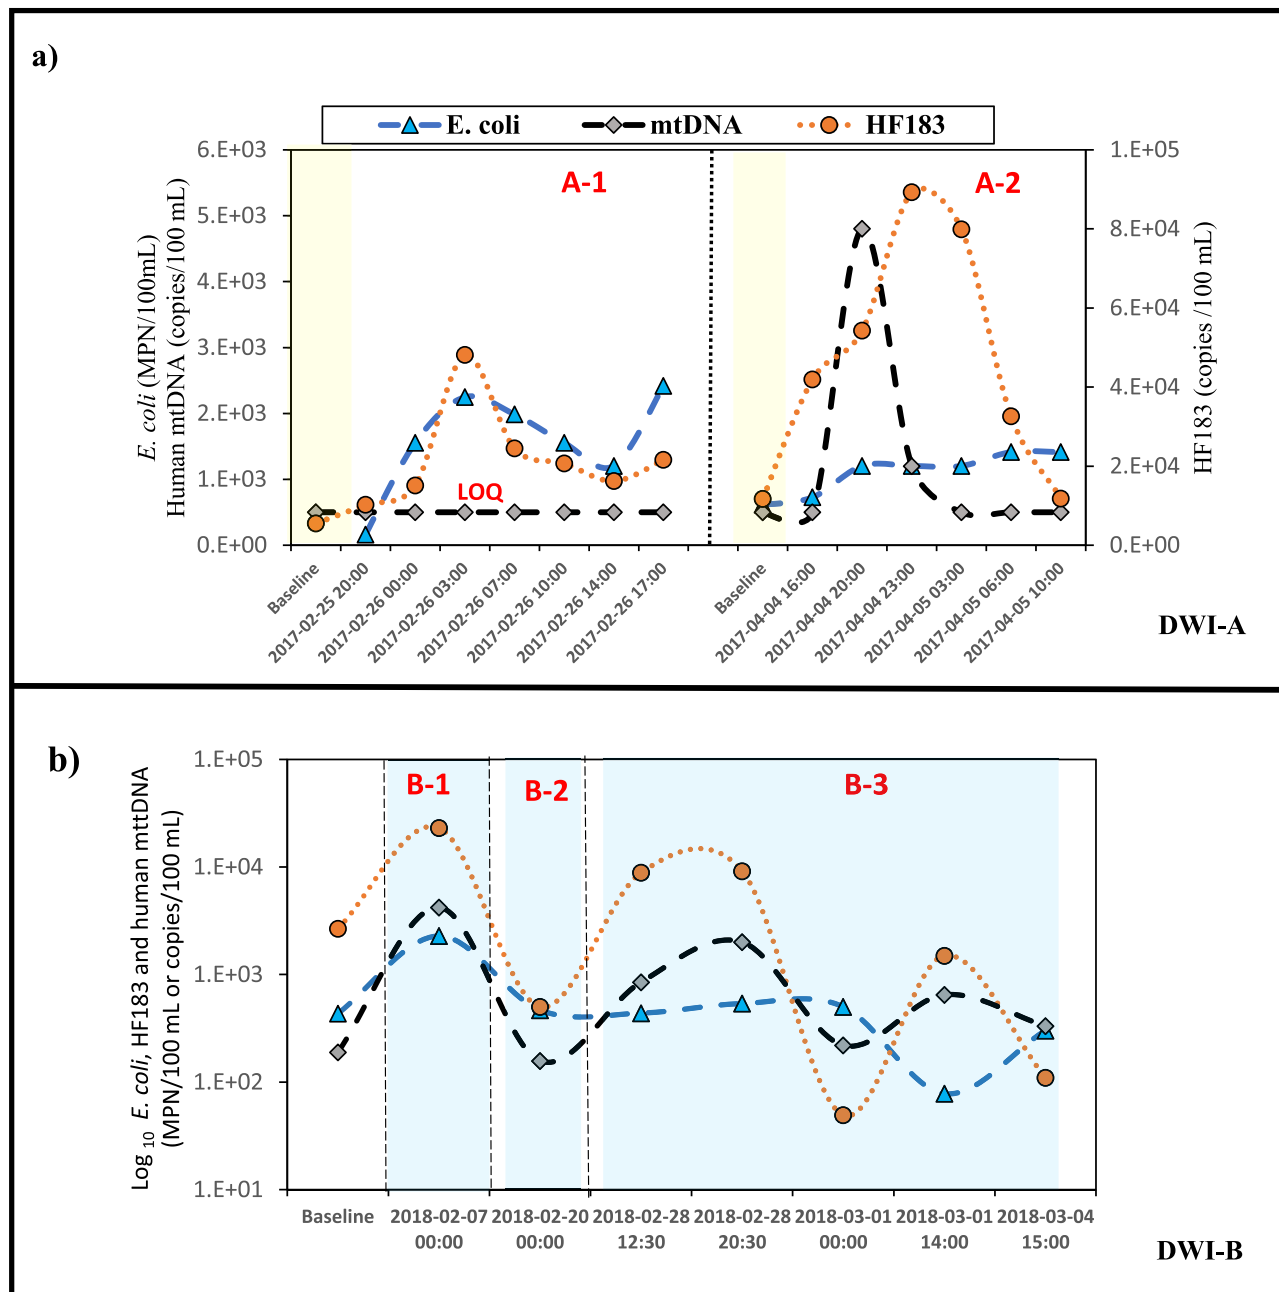 a)
E. coli
mtDNA
HF183
E. coli (MPN/100mL)
Human mtDNA (copies/100 mL)
6.E+03
5.E+03
4.E+03
3.E+03
2.E+03
1.E+03
0.E+00
A-1
A-2
LOQ
1.E+05
8.E+04
6.E+04
4.E+04
2.E+04
0.E+00
HF183 (copies /100 mL)
Baseline
2017-02-25 20:00
2017-02-26 00:00
2017-02-26 03:00
2017-02-26 07:00
2017-02-26 10:00
2017-02-26 14:00
2017-02-26 17:00
Baseline
2017-04-04 16:00
2017-04-04 20:00
2017-04-04 23:00
2017-04-05 03:00
2017-04-05 06:00
2017-04-05 10:00
DWI-A
b)
Log 10 E. coli, HF183 and human mttDNA
(MPN/100 mL or copies/100 mL)
1.E+05
1.E+04
1.E+03
1.E+02
1.E+01
B-1
B-2
B-3
Baseline
2018-02-07
00:00
2018-02-20
00:00
2018-02-28
12:30
2018-02-28
20:30
2018-03-01
00:00
2018-03-01
14:00
2018-03-04
15:00
DWI-B